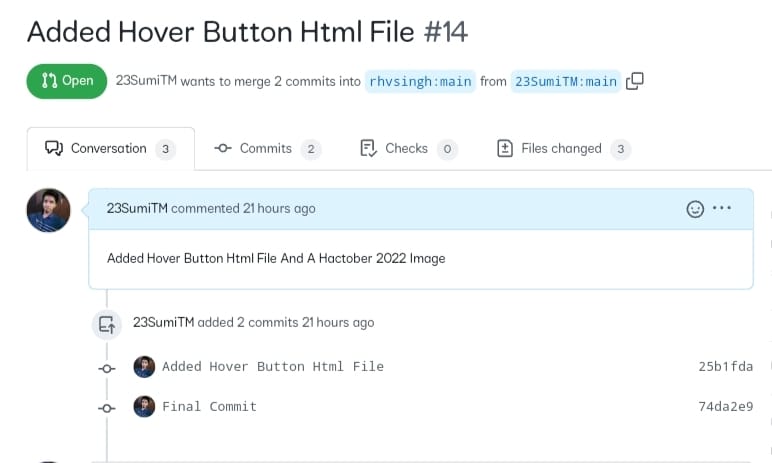 Added Hover Button Html File #14
Open 23SumiTM wants to merge 2 commits into rhvsingh:main from 23SumiTM:main
Conversation 3 Commits 2 Checks 0 Files changed 3
23SumiTM commented 21 hours ago
Added Hover Button Html File And A Hactober 2022 Image
23SumiTM added 2 commits 21 hours ago
Added Hover Button Html File 25b1fda
Final Commit 74da2e9